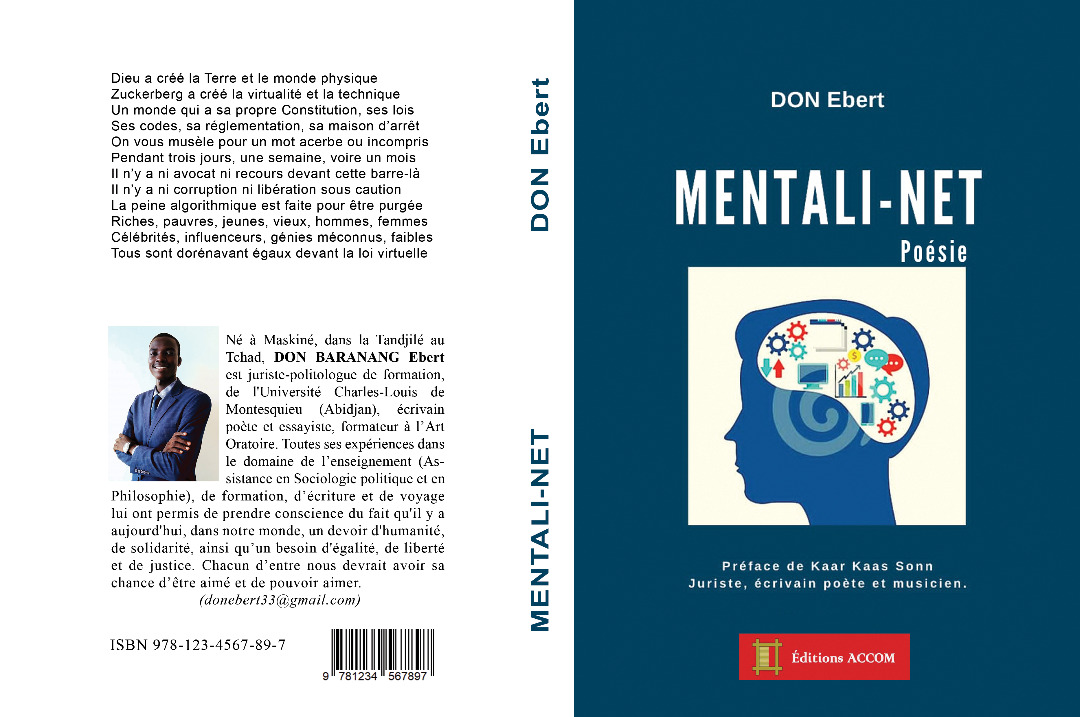 Dieu a créé la Terre et le monde physique
Zuckerberg a créé la virtualité et la technique
Un monde qui a sa propre Constitution, ses lois
Ses codes, sa réglementation, sa maison d'arrêt
On vous musèle pour un mot acerbe ou incompris
Pendant trois jours, une semaine, voire un mois
Il n'y a ni avocat ni recours devant cette barre-là
Il n'y a ni corruption ni libération sous caution
La peine algorithmique est faite pour être purgée
Riches, pauvres, jeunes, vieux, hommes, femmes
Célébrités, influenceurs, génies méconnus, faibles
Tous sont dorénavant égaux devant la loi virtuelle
Né à Maskiné, dans la Tandjilé au
Tchad, DON BARANANG Ebert
est juriste-politologue de formation,
de l'Université Charles-Louis de
Montesquieu (Abidjan), écrivain
poète et essayiste, formateur à l'Art
Oratoire. Toutes ses expériences dans
le domaine de l'enseignement (As-
sistance en Sociologie politique et en
Philosophie), de formation, d'écriture et de voyage
lui ont permis de prendre conscience du fait qu'il y a
aujourd'hui, dans notre monde, un devoir d'humanité,
de solidarité, ainsi qu'un besoin d'égalité, de liberté
et de justice. Chacun d'entre nous devrait avoir sa
chance d'être aimé et de pouvoir aimer.
(donebert33@gmail.com)
ISBN 978-123-4567-89-7
9 781234 567897
MENTALI-NET DON Ebert
DON Ebert
MENTALI-NET
Poésie
$
Préface de Kaar Kaas Sonn
Juriste, écrivain poète et musicien.
Éditions ACCOM